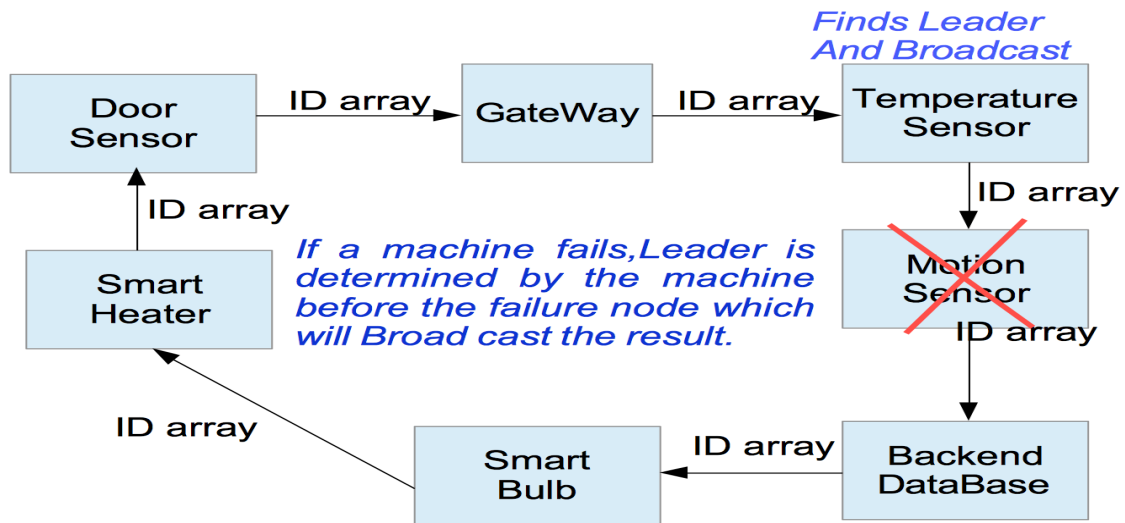 Finds Leader
And Broadcast
Door
Sensor
ID array
GateWay
ID array
Temperature
Sensor
ID array
ID array
Smart
Heater
If a machine fails,Leader is
determined by the machine
before the failure node which
will Broad cast the result.
Motion
Sensor
ID array
ID array
Smart
Bulb
ID array
Backend
DataBase